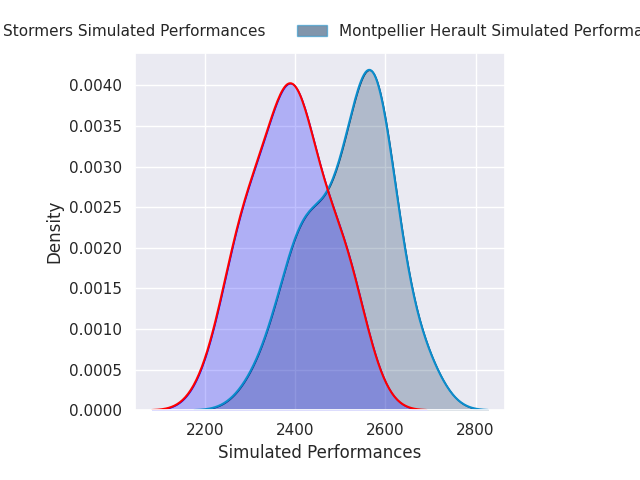 Stormers Simulated Performances
Montpellier Herault Simulated
0.0040
0.0035
0.0030
0.0025
0.0020
0.0015
0.0010
0.0005
0.0000
Density
2200 2400 2600 2800
Simulated Performances